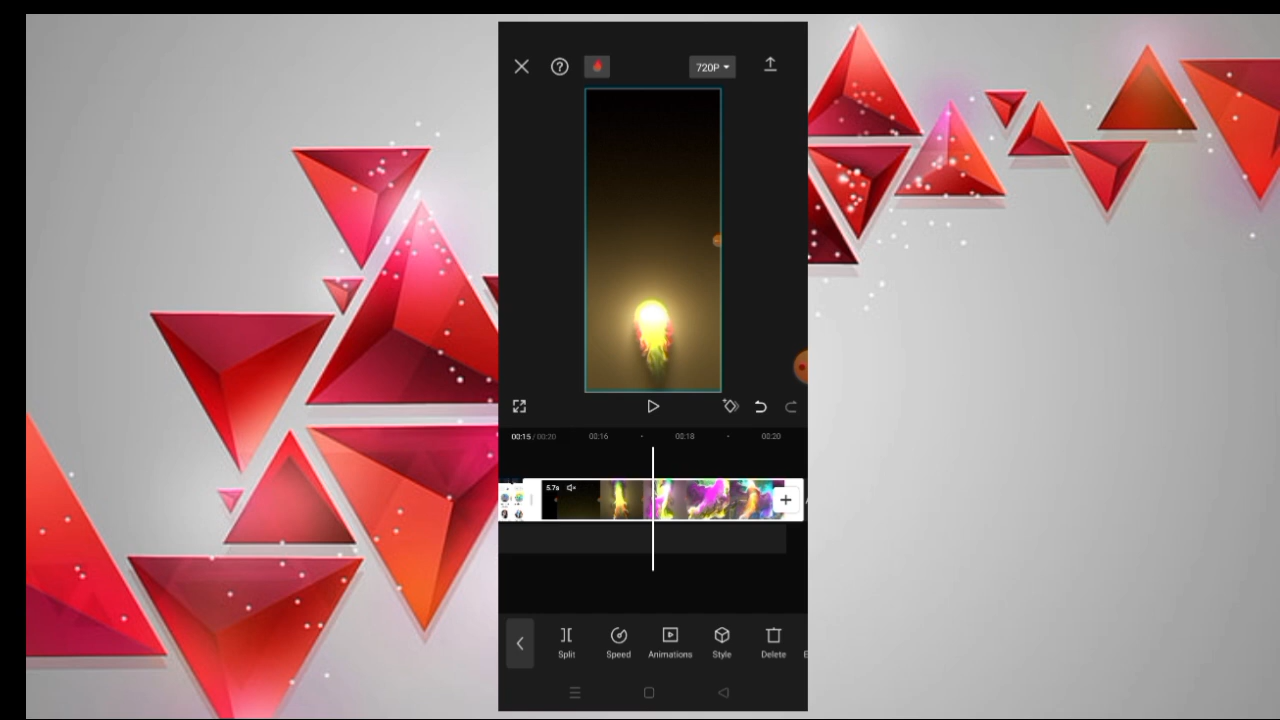 720P
00:15 / 00:20
00:16
00:18
00:20
5.7s
Split
Speed
Animations
Style
Delete